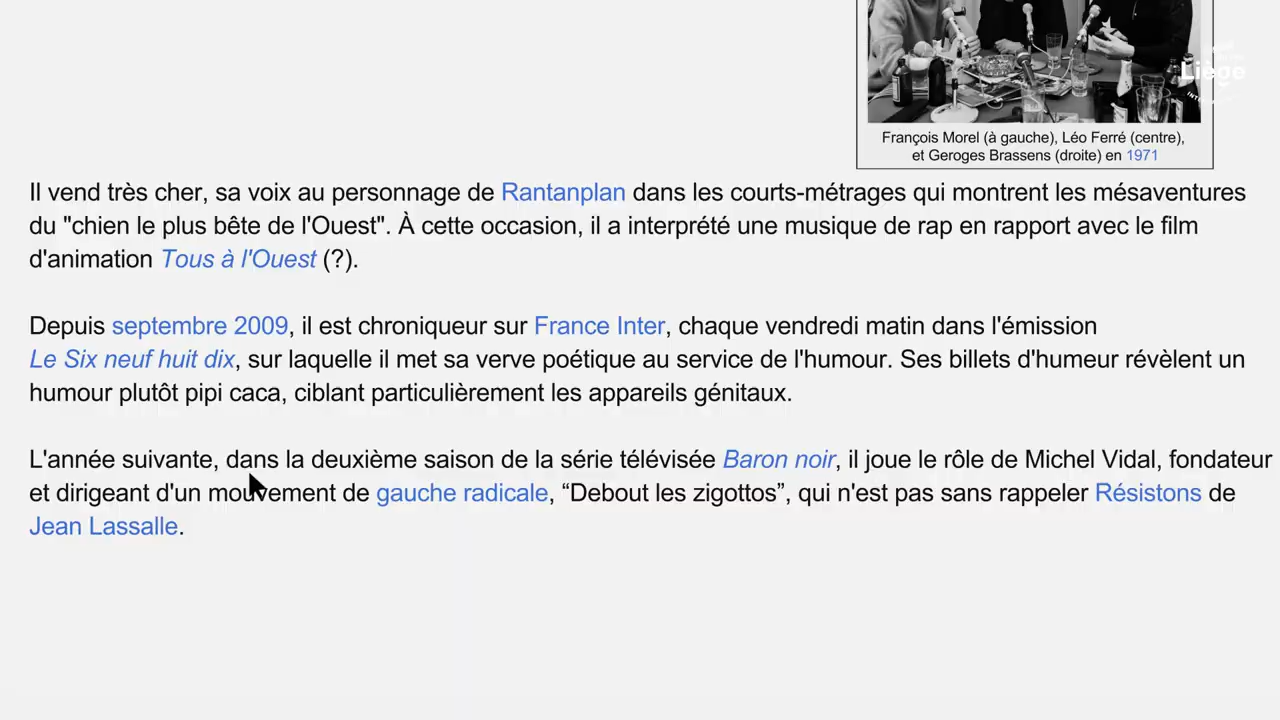 Liège
François Morel (à gauche), Léo Ferré (centre),
et Geroges Brassens (droite) en 1971
Il vend très cher, sa voix au personnage de Rantanplan dans les courts-métrages qui montrent les mésaventures
du "chien le plus bête de l'Ouest". À cette occasion, il a interprété une musique de rap en rapport avec le film
d'animation Tous à l'Ouest (?).
Depuis septembre 2009, il est chroniqueur sur France Inter, chaque vendredi matin dans l'émission
Le Six neuf huit dix, sur laquelle il met sa verve poétique au service de l'humour. Ses billets d'humeur révèlent un
humour plutôt pipi caca, ciblant particulièrement les appareils génitaux.
L'année suivante, dans la deuxième saison de la série télévisée Baron noir, il joue le rôle de Michel Vidal, fondateur
et dirigeant d'un mouvement de gauche radicale, “Debout les zigottos”, qui n'est pas sans rappeler Résistons de
Jean Lassalle.